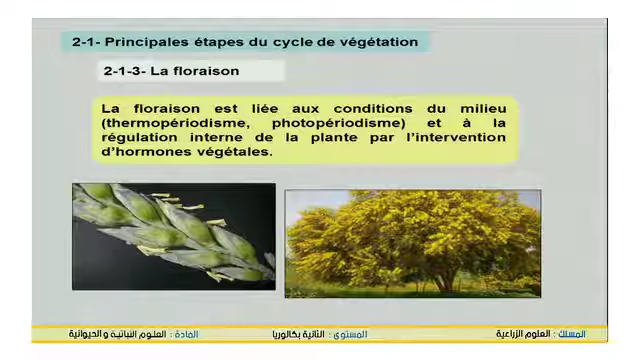 2-1- Principales étapes du cycle de végétation
2-1-3- La floraison
La floraison est liée aux conditions du milieu
(thermopériodisme, photopériodisme) et à la
régulation interne de la plante par l'intervention
d'hormones végétales.
المسلك : العلوم الزراعية
المستوى : الثانية بكالوريا
المادة : العلوم النباتية والحيوانية